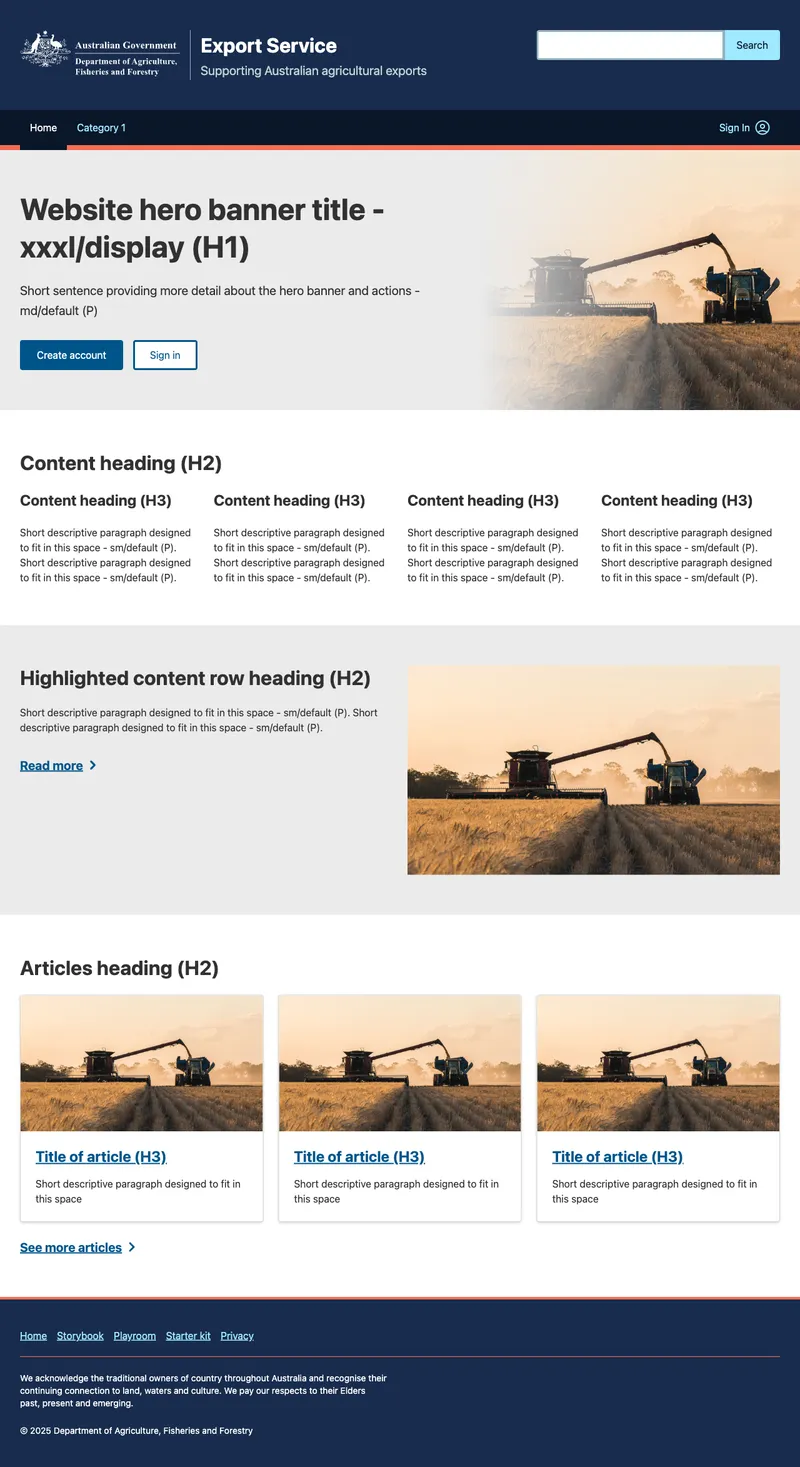 Australian Government
Department of Agriculture,
Fisheries and Forestry
Export Service
Supporting Australian agricultural exports
Search
Home
Category 1
Sign In
Website hero banner title -
xxxl/display (H1)
Short sentence providing more detail about the hero banner and actions -
md/default (P)
Create account
Sign in
Content heading (H2)
Content heading (H3)
Short descriptive paragraph designed
to fit in this space - sm/default (P).
Short descriptive paragraph designed
to fit in this space - sm/default (P).
Content heading (H3)
Short descriptive paragraph designed
to fit in this space - sm/default (P).
Short descriptive paragraph designed
to fit in this space - sm/default (P).
Content heading (H3)
Short descriptive paragraph designed
to fit in this space - sm/default (P).
Short descriptive paragraph designed
to fit in this space - sm/default (P).
Content heading (H3)
Short descriptive paragraph designed
to fit in this space - sm/default (P).
Short descriptive paragraph designed
to fit in this space - sm/default (P).
Highlighted content row heading (H2)
Short descriptive paragraph designed to fit in this space - sm/default (P). Short
descriptive paragraph designed to fit in this space - sm/default (P).
Read more
Articles heading (H2)
Title of article (H3)
Short descriptive paragraph designed to fit in
this space
Title of article (H3)
Short descriptive paragraph designed to fit in
this space
Title of article (H3)
Short descriptive paragraph designed to fit in
this space
See more articles
Home Storybook Playroom Starter kit Privacy
We acknowledge the traditional owners of country throughout Australia and recognise their
continuing connection to land, waters and culture. We pay our respects to their Elders
past, present and emerging.
© 2025 Department of Agriculture, Fisheries and Forestry